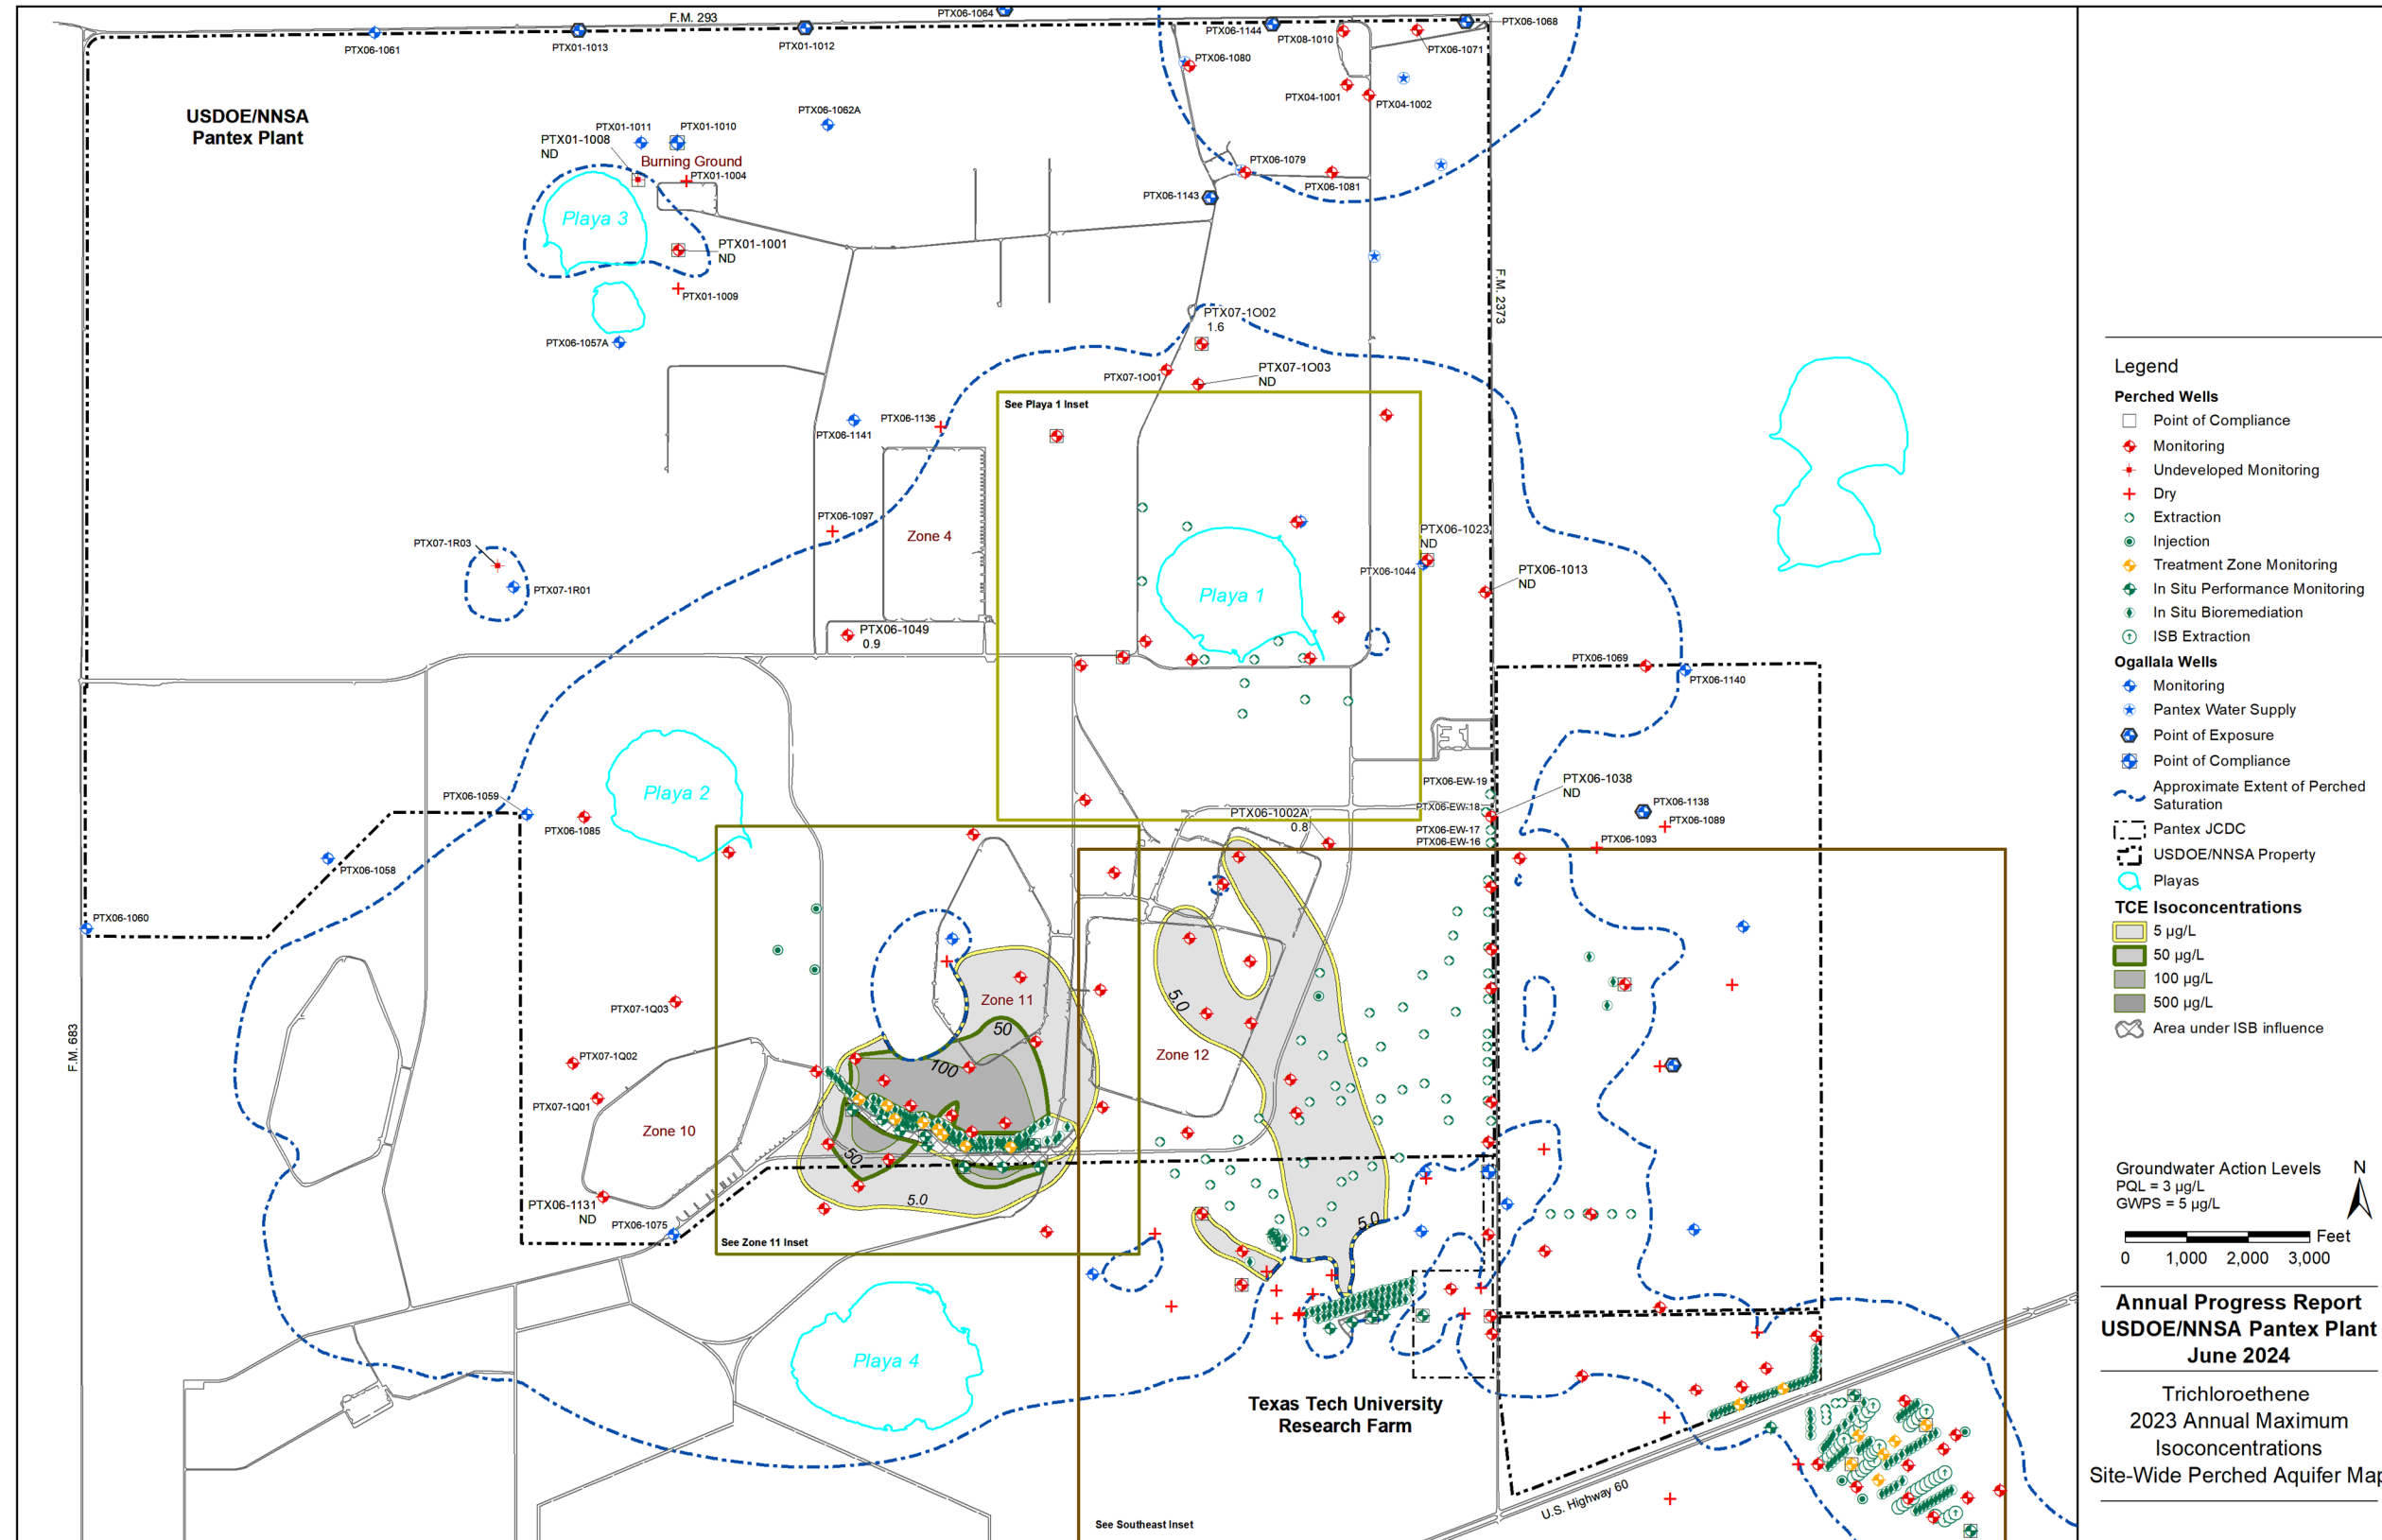 F.M. 293
PTX06-1064
PTX06-1061
PTX01-1013
PTX01-1012
PTX06-1144
PTX08-1010
PTX06-1068
PTX06-1071
PTX06-1080
PTX04-1001
PTX04-1002
USDOE/NNSA
Pantex Plant
PTX06-1062A
PTX01-1011
PTX01-1010
PTX01-1008
ND
Burning Ground
PTX01-1004
PTX06-1079
PTX06-1081
PTX06-1143
Playa 3
PTX01-1001
ND
PTX01-1009
PTX06-1057A
F.M. 2373
PTX07-1O02
1.6
PTX07-1O01
PTX07-1O03
ND
See Playa 1 Inset
PTX06-1136
PTX06-1141
PTX06-1097
Zone 4
PTX06-1023
ND
PTX06-1044
PTX06-1013
ND
PTX07-1R03
PTX07-1R01
Playa 1
PTX06-1049
0.9
PTX06-1069
PTX06-1140
Playa 2
PTX06-1059
PTX06-1085
PTX06-EW-19
PTX06-1038
ND
PTX06-EW-18
PTX06-1138
PTX06-1002A
0.8
PTX06-EW-17
PTX06-EW-16
PTX06-1089
PTX06-1093
PTX06-1058
PTX06-1060
F.M. 683
PTX07-1Q03
Zone 11
50
100
5.0
Zone 12
PTX07-1Q02
PTX07-1Q01
Zone 10
50
5.0
PTX06-1131
ND
PTX06-1075
See Zone 11 Inset
5.0
Playa 4
Texas Tech University
Research Farm
U.S. Highway 60
See Southeast Inset
Legend
Perched Wells
Point of Compliance
Monitoring
Undeveloped Monitoring
Dry
Extraction
Injection
Treatment Zone Monitoring
In Situ Performance Monitoring
In Situ Bioremediation
ISB Extraction
Ogallala Wells
Monitoring
Pantex Water Supply
Point of Exposure
Point of Compliance
Approximate Extent of Perched
Saturation
Pantex JCDC
USDOE/NNSA Property
Playas
TCE Isoconcentrations
5 µg/L
50 µg/L
100 µg/L
500 µg/L
Area under ISB influence
Groundwater Action Levels
PQL = 3 µg/L
GWPS = 5 µg/L
N
Feet
0 1,000 2,000 3,000
Annual Progress Report
USDOE/NNSA Pantex Plant
June 2024
Trichloroethene
2023 Annual Maximum
Isoconcentrations
Site-Wide Perched Aquifer Map